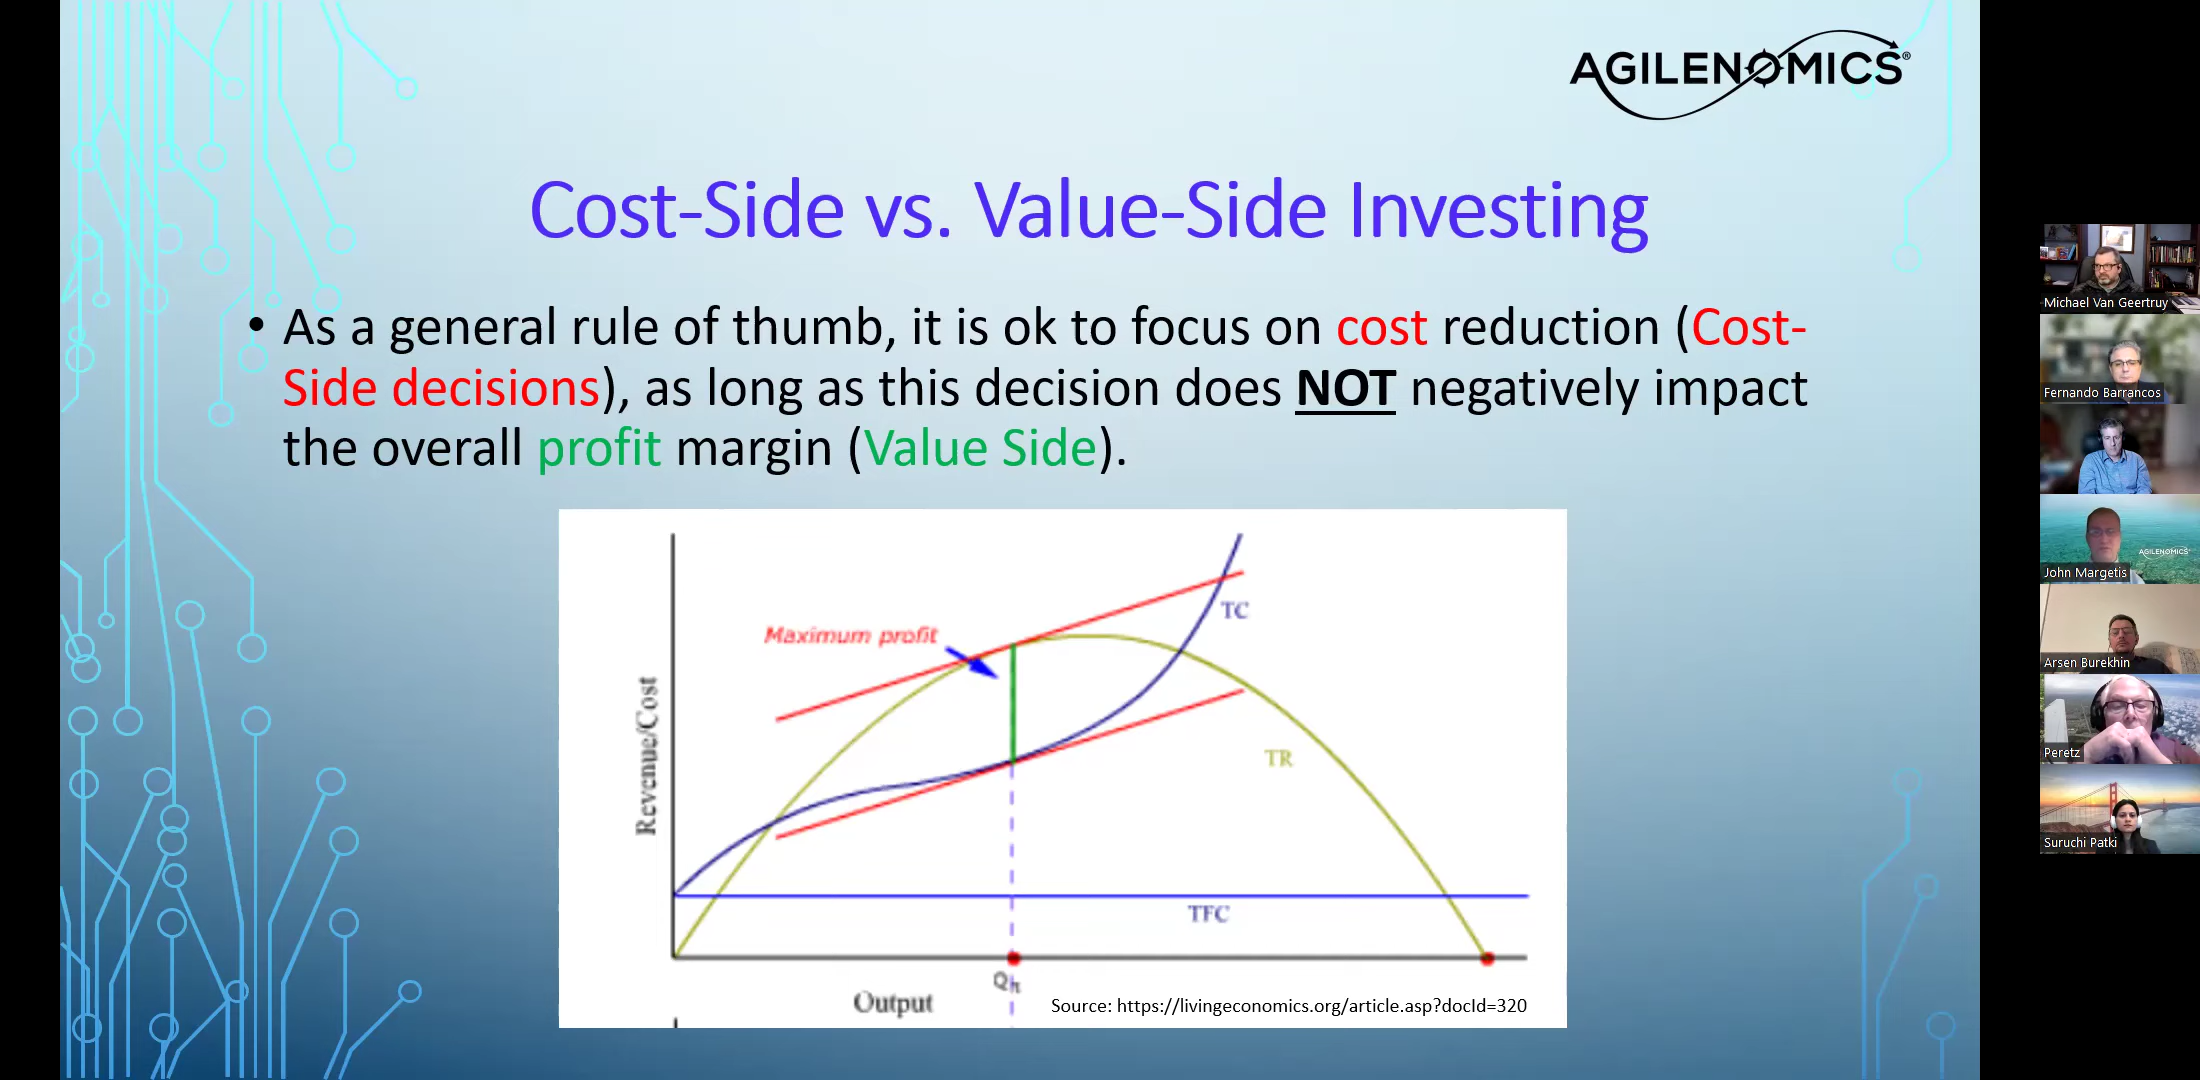 AGILENOMICS®
Cost-Side vs. Value-Side Investing
• As a general rule of thumb, it is ok to focus on cost reduction (Cost-
Side decisions), as long as this decision does NOT negatively impact
the overall profit margin (Value Side).
Maximum profit
TC
Revenue/Cost
TR
TFC
Qπ
Output
Source: https://livingeconomics.org/article.asp?docId=320
Michael Van Geertruy
Fernando Barrancos
AGILENOMICS
John Margetis
Arsen Burekhin
Peretz
Suruchi Patki